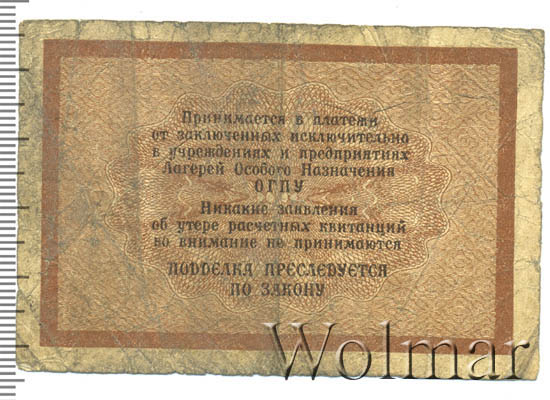 Принимается в платежи
от заключенных исключительно
в учреждениях и предприятиях
Лагерей Особого Назначения
ОГПУ
Никакие заявления
об утере расчетных квитанций
во внимание не принимаются
ПОДДЕЛКА ПРЕСЛЕДУЕТСЯ
ПО ЗАКОНУ
Wolmar